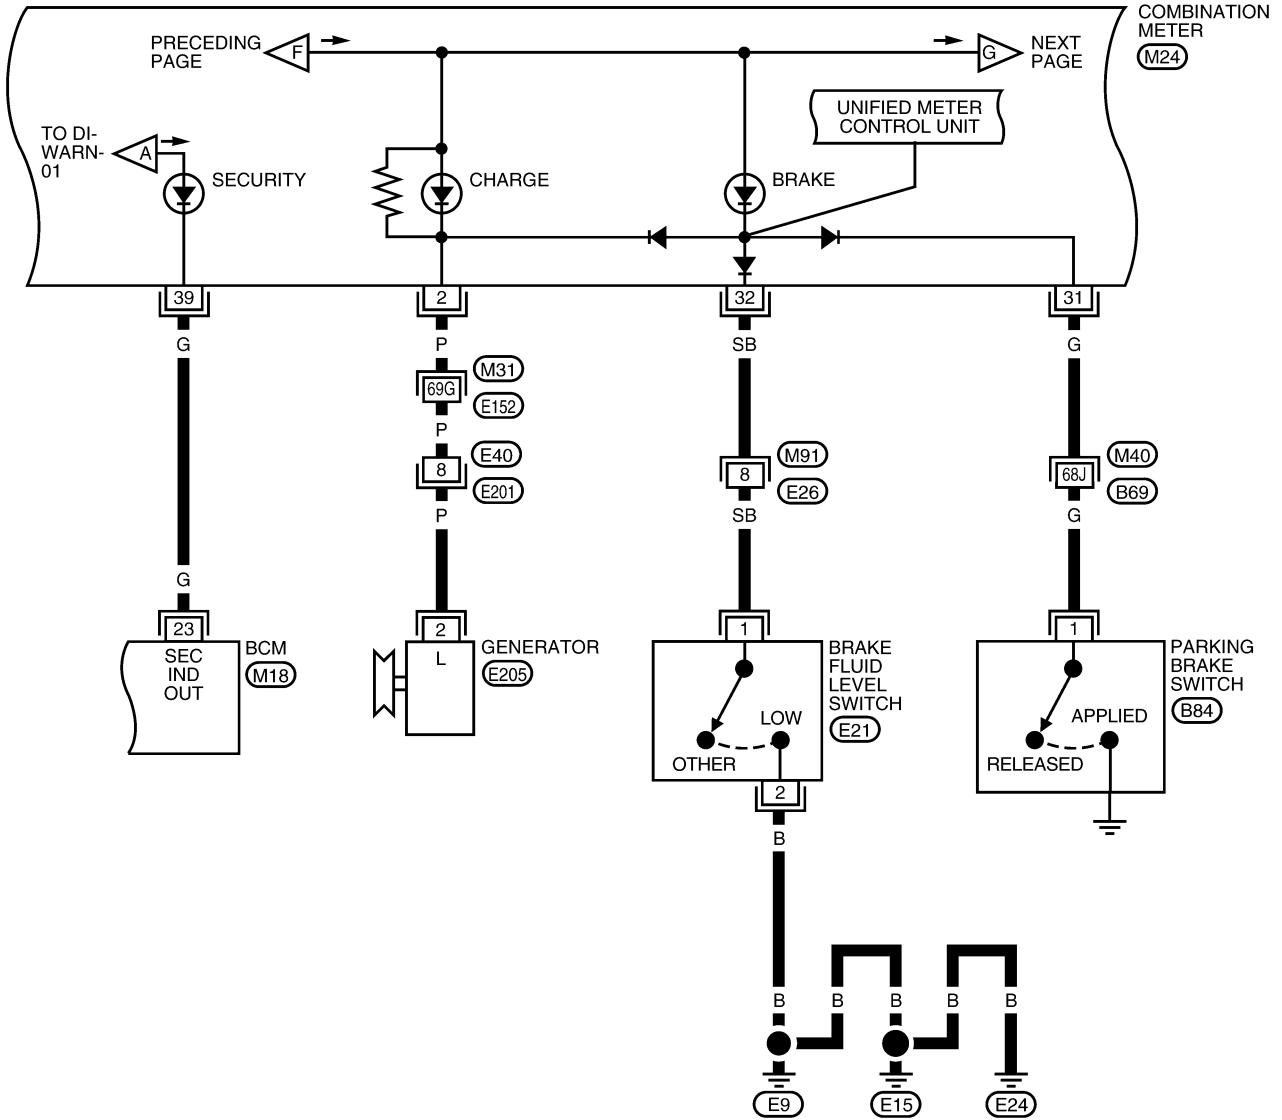 COMBINATION
METER
M24
PRECEDING
PAGE
F
G
NEXT
PAGE
UNIFIED METER
CONTROL UNIT
TO DI-
WARN-
01
A
SECURITY
CHARGE
BRAKE
39
2
32
31
G
P
SB
G
M31
69G
E152
P
E40
8
E201
P
M91
8
E26
SB
M40
68J
B69
G
G
23
2
1
1
SEC
IND
OUT
BCM
M18
L
GENERATOR
E205
BRAKE
FLUID
LEVEL
SWITCH
E21
LOW
OTHER
PARKING
BRAKE
SWITCH
B84
APPLIED
RELEASED
2
B
B
B
B
B
B
E9
E15
E24